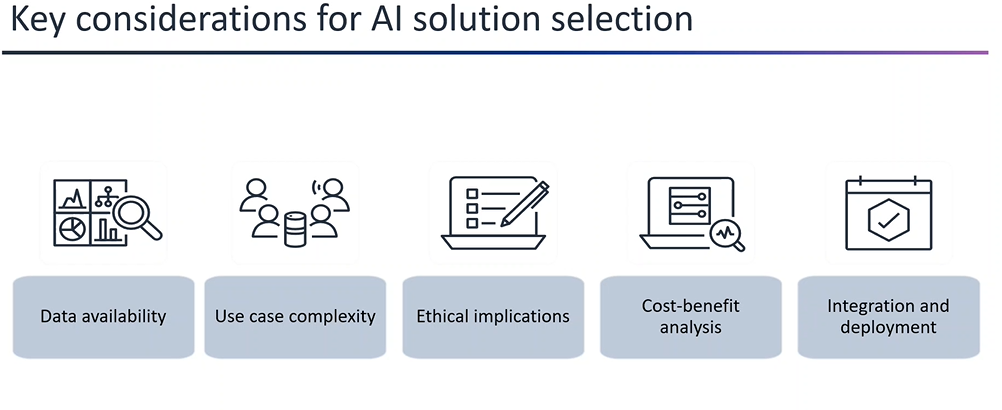 Key considerations for AI solution selection
Data availability
Use case complexity
Ethical implications
Cost-benefit
analysis
Integration and
deployment